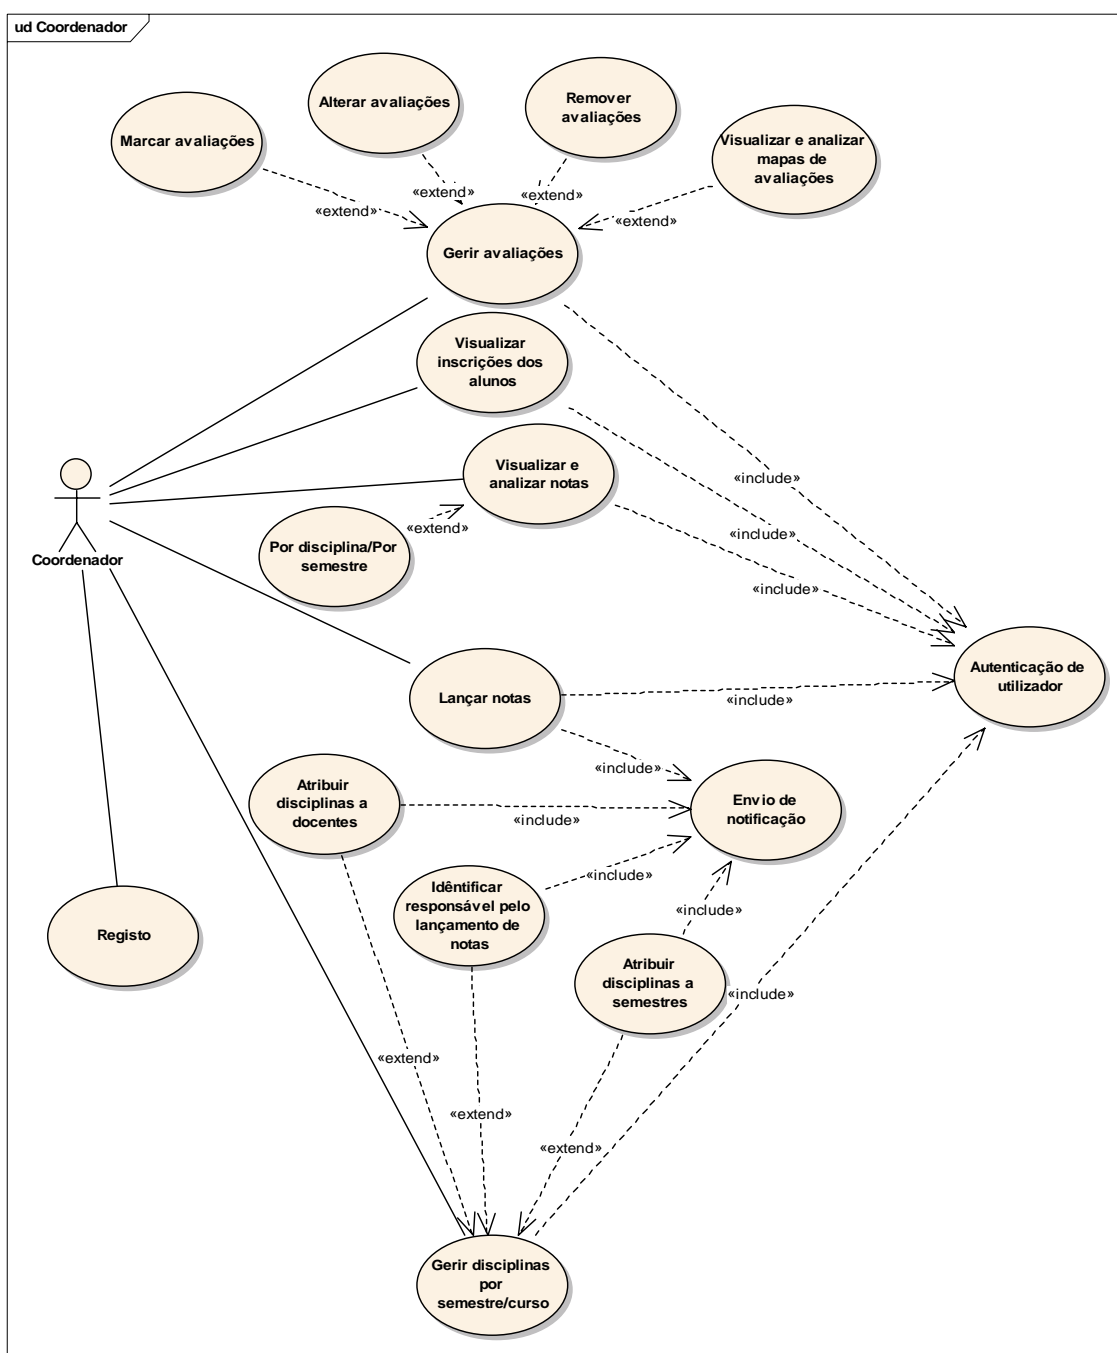 ud Coordenador
Alterar avaliações
Remover
avaliações
Marcar avaliações
Visualizar e analizar
mapas de
avaliações
«extend»
«extend»
«extend»
«extend»
Gerir avaliações
Visualizar
inscrições dos
alunos
Visualizar e
analizar notas
«include»
«extend»
«include»
Por disciplina/Por
semestre
Coordenador
«include»
Autenticação de
utilizador
Lançar notas
«include»
«include»
Atribuir
disciplinas a
docentes
Envio de
notificação
«include»
«include»
Idêntificar
responsável pelo
lançamento de
notas
«include»
Registo
Atribuir
disciplinas a
semestres
«include»
«extend»
«extend»
«extend»
Gerir disciplinas
por
semestre/curso